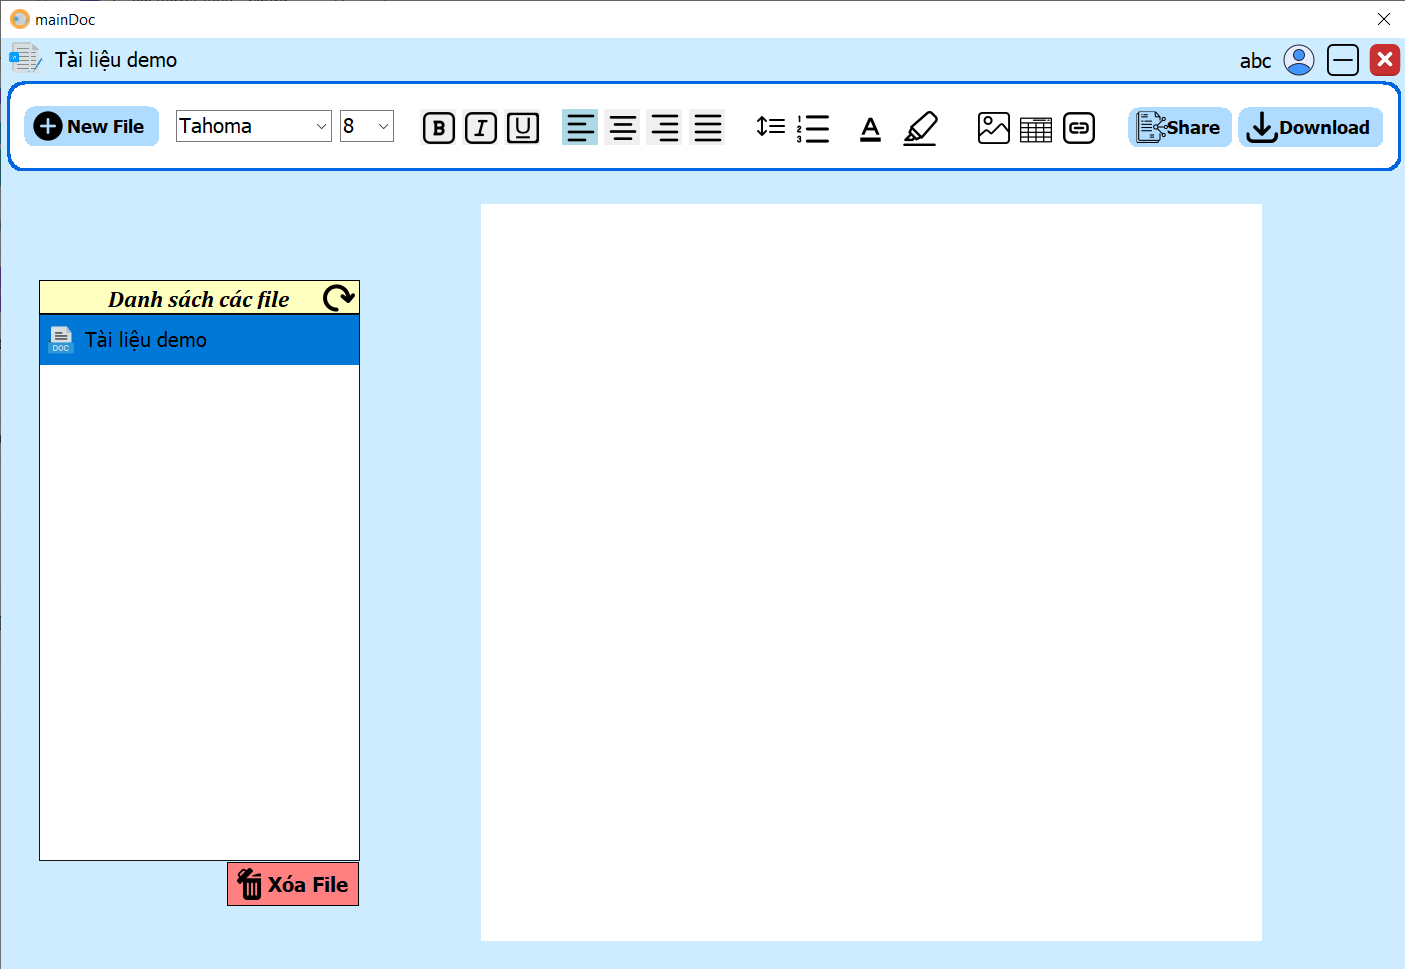 mainDoc
Tài liệu demo
abc
New File
Tahoma
8
B I U
A
Share
Download
Danh sách các file
DOC
Tài liệu demo
Xóa File